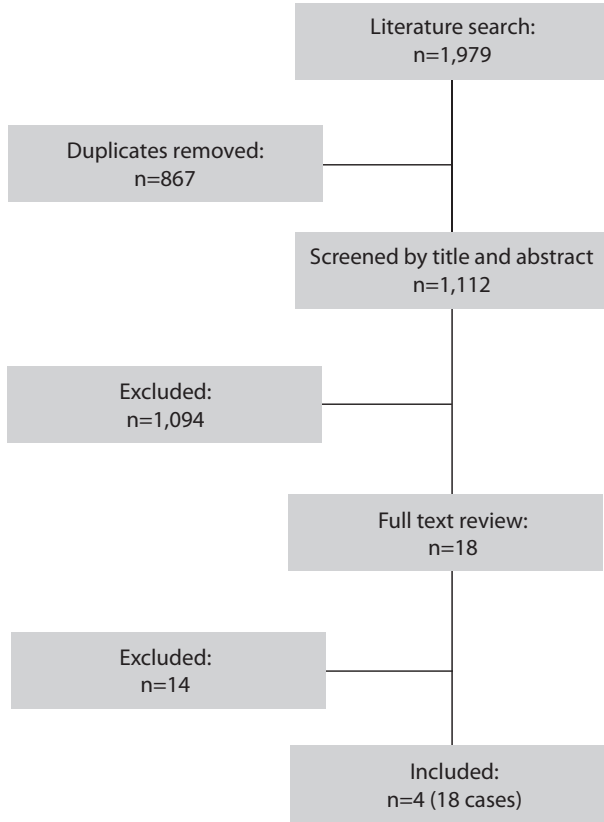 Literature search:
n=1,979
Duplicates removed:
n=867
Screened by title and abstract
n=1,112
Excluded:
n=1,094
Full text review:
n=18
Excluded:
n=14
Included:
n=4 (18 cases)